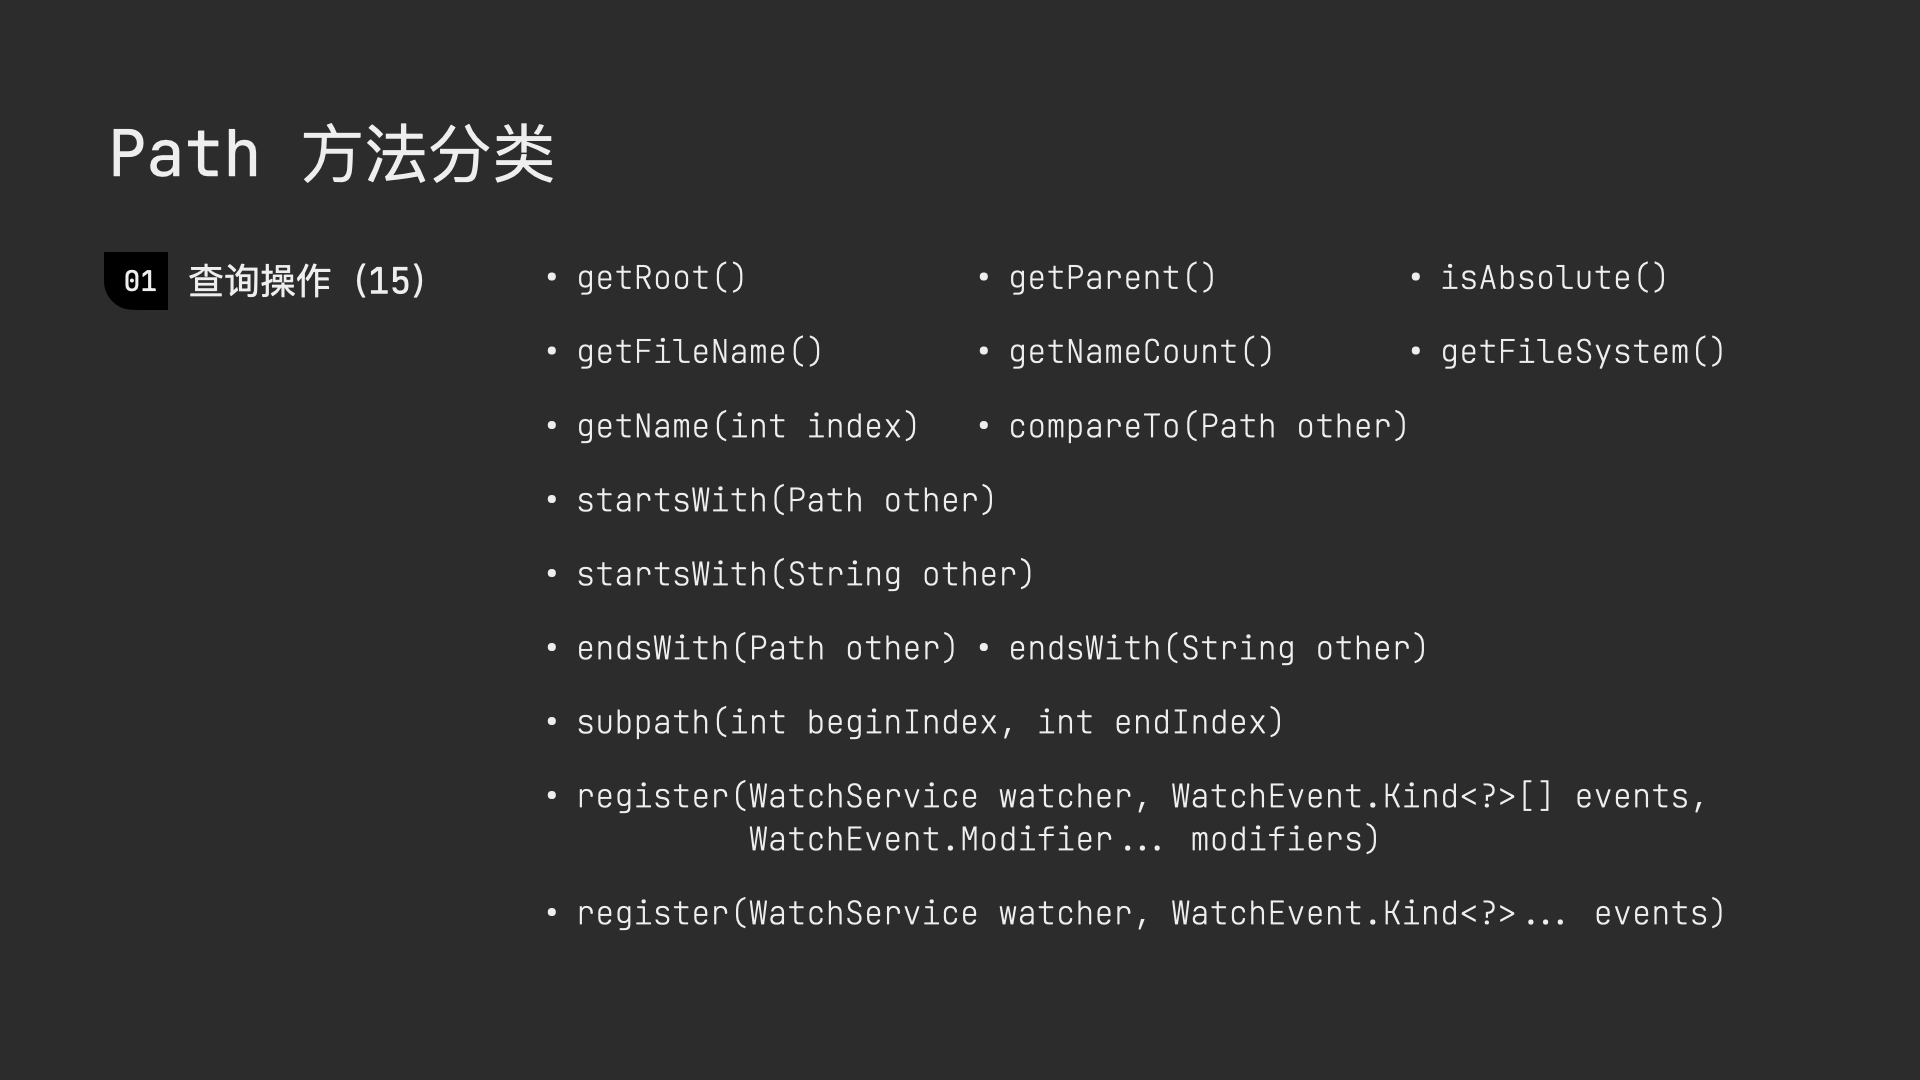 Path 方法分类
01 查询操作 (15)
• getRoot() • getParent() • isAbsolute()
• getFileName() • getNameCount() • getFileSystem()
• getName(int index) • compareTo(Path other)
• startsWith(Path other)
• startsWith(String other)
• endsWith(Path other) • endsWith(String other)
• subpath(int beginIndex, int endIndex)
• register(WatchService watcher, WatchEvent.Kind<?>[] events,
WatchEvent.Modifier... modifiers)
• register(WatchService watcher, WatchEvent.Kind<?>... events)